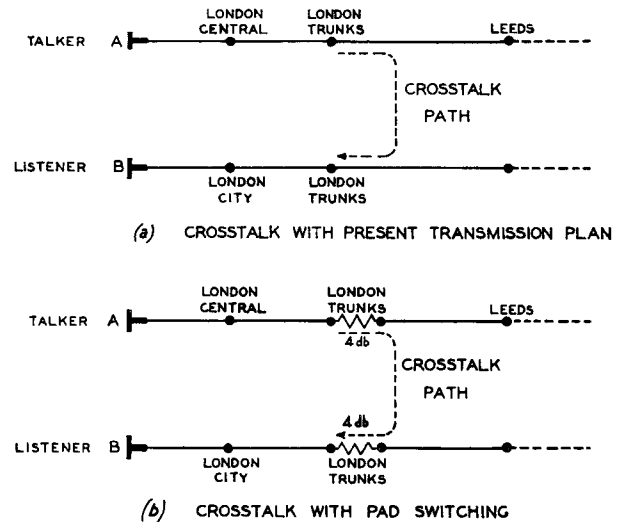 LONDON CENTRAL
LONDON TRUNKS
LEEDS
TALKER A
CROSSTALK PATH
LISTENER B
LONDON CITY
LONDON TRUNKS
(a) CROSSTALK WITH PRESENT TRANSMISSION PLAN
LONDON CENTRAL
LONDON TRUNKS
LEEDS
TALKER A
4 db
CROSSTALK PATH
4 db
LISTENER B
LONDON CITY
LONDON TRUNKS
(b) CROSSTALK WITH PAD SWITCHING